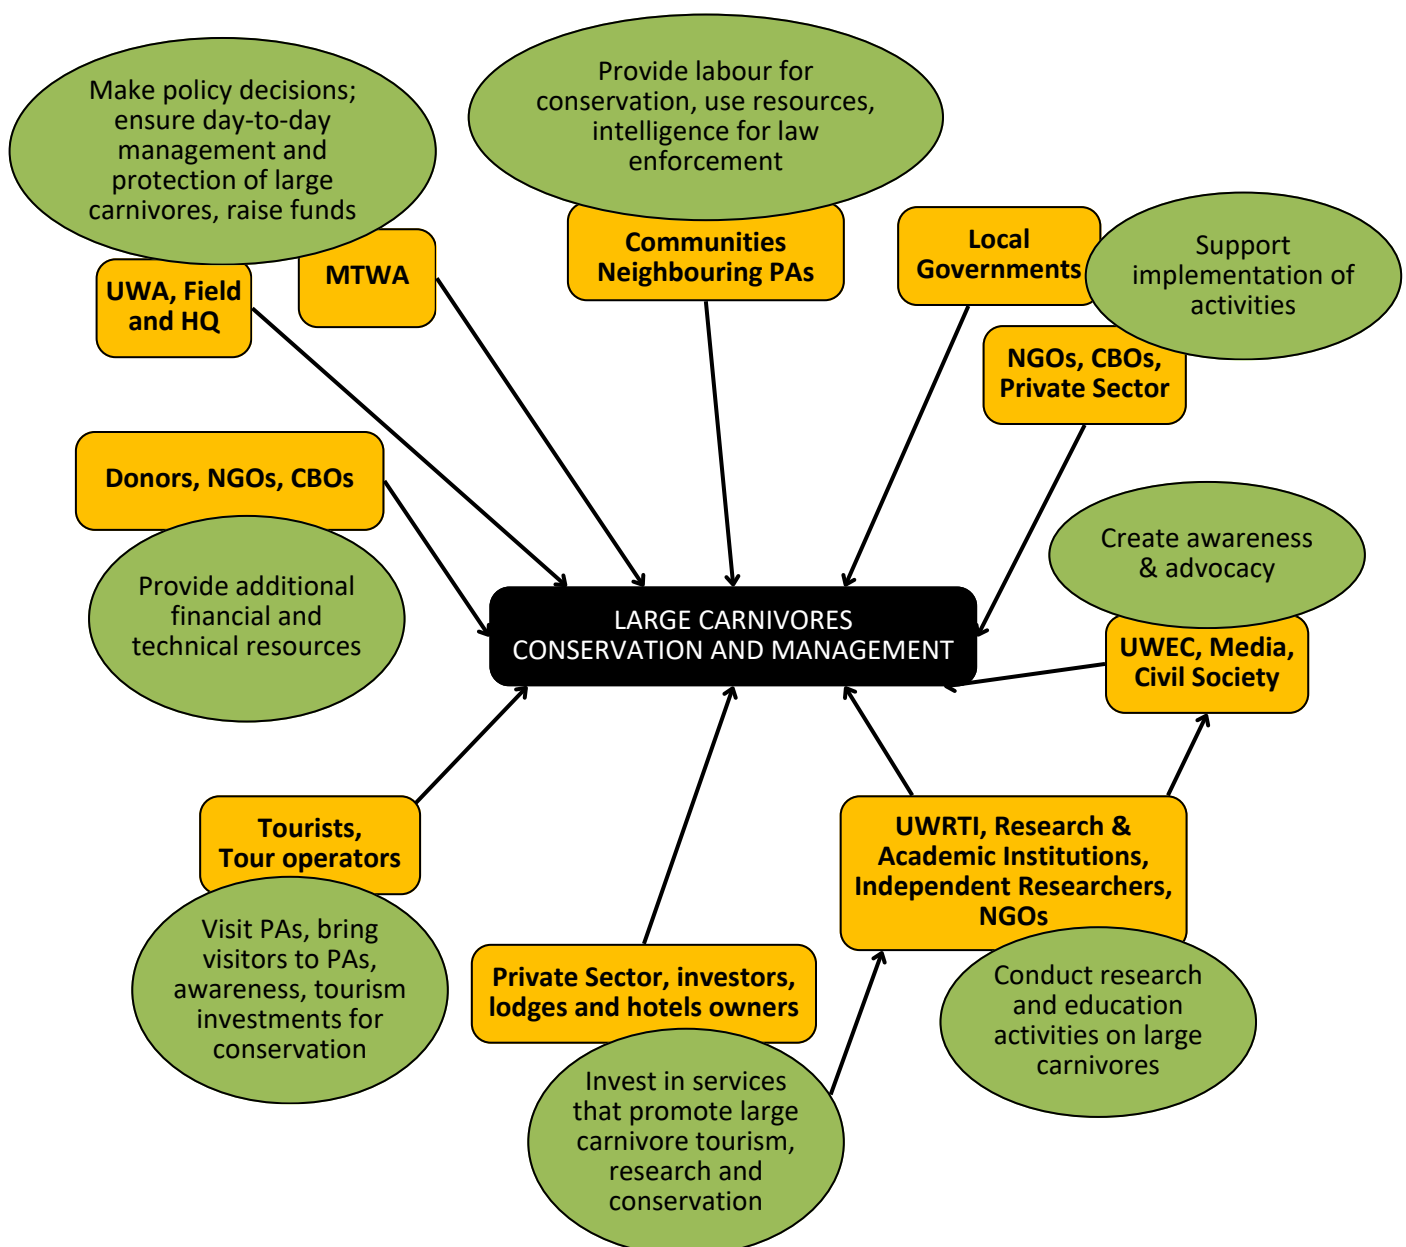 Make policy decisions;
ensure day-to-day
management and
protection of large
carnivores, raise funds
UWA, Field
and HQ
MTWA
Provide labour for
conservation, use resources,
intelligence for law
enforcement
Communities
Neighbouring PAs
Local
Governments
Support
implementation of
activities
NGOs, CBOs,
Private Sector
Donors, NGOs, CBOs
Provide additional
financial and
technical resources
LARGE CARNIVORES
CONSERVATION AND MANAGEMENT
Create awareness
& advocacy
UWEC, Media,
Civil Society
Tourists,
Tour operators
Visit PAs, bring
visitors to PAs,
awareness, tourism
investments for
conservation
Private Sector, investors,
lodges and hotels owners
Invest in services
that promote large
carnivore tourism,
research and
conservation
UWRTI, Research &
Academic Institutions,
Independent Researchers,
NGOs
Conduct research
and education
activities on large
carnivores